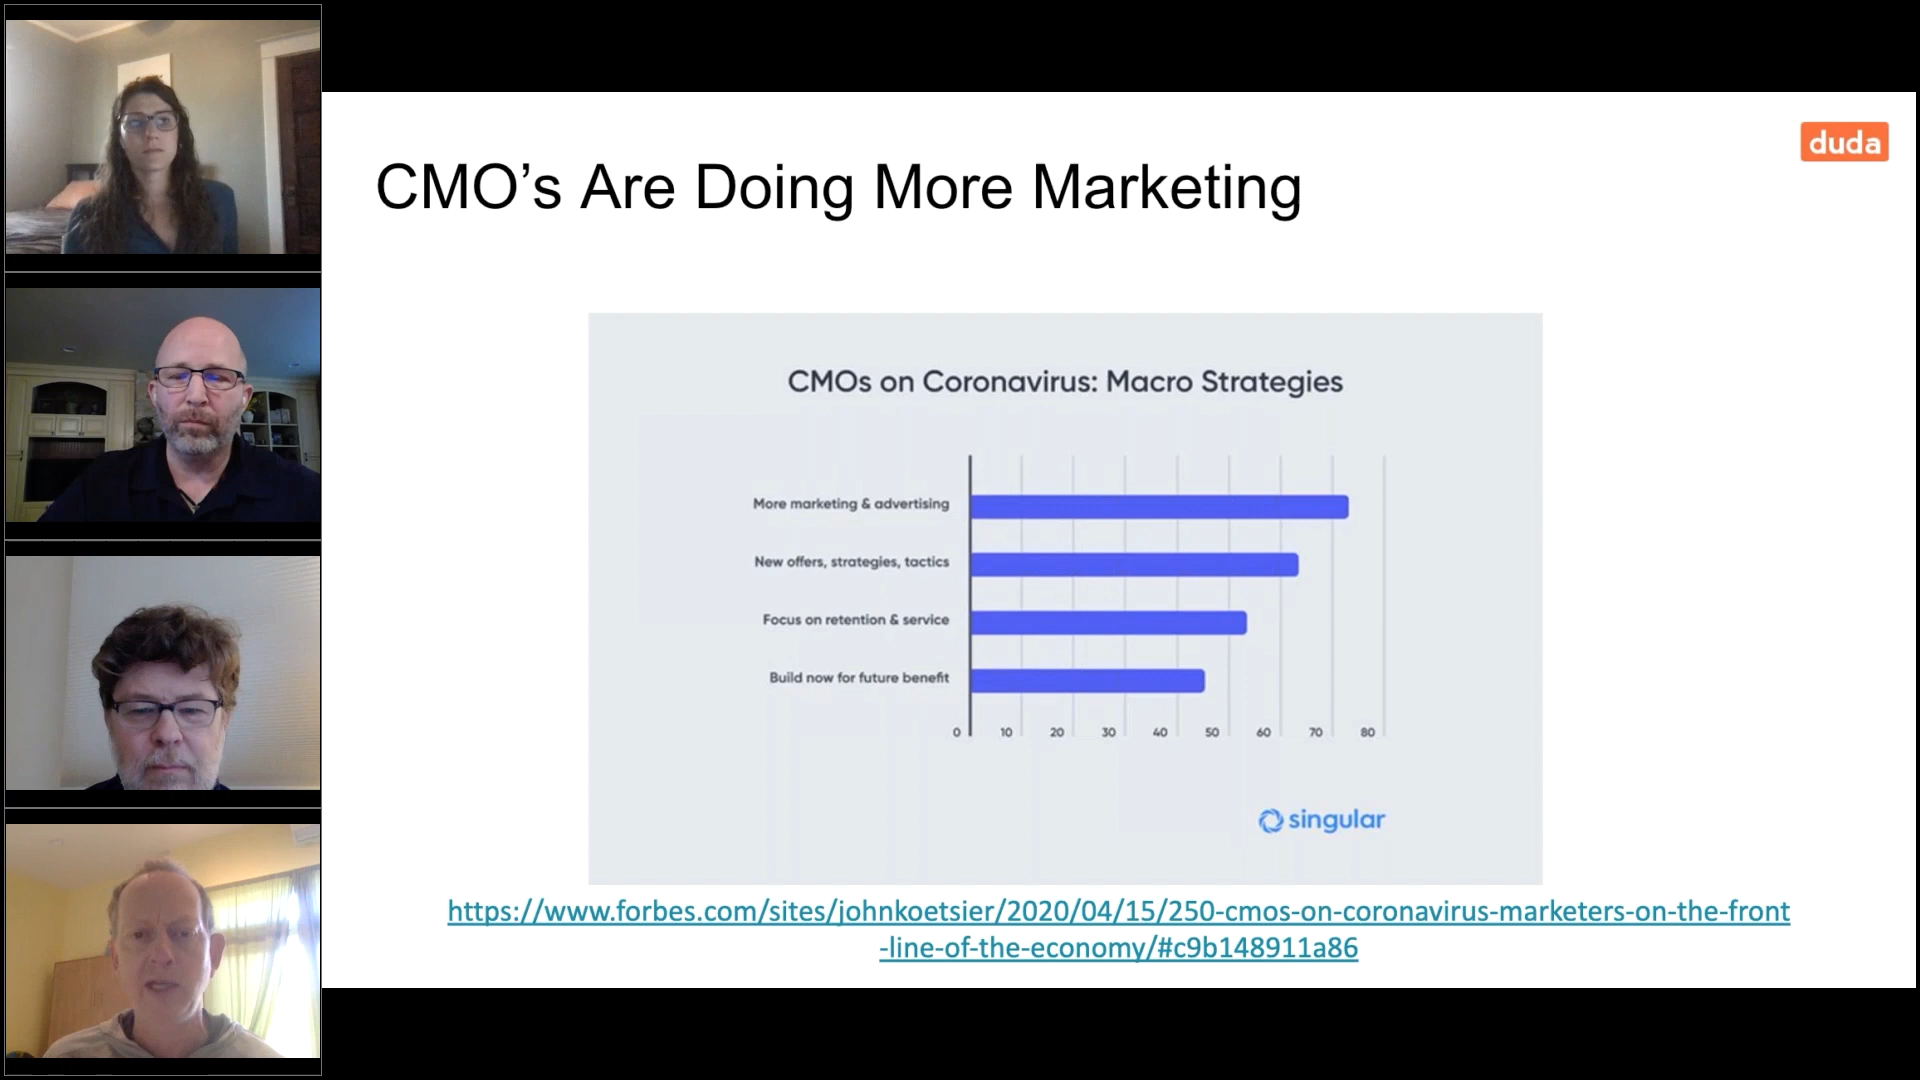 duda
CMO’s Are Doing More Marketing
CMOs on Coronavirus: Macro Strategies
More marketing & advertising
New offers, strategies, tactics
Focus on retention & service
Build now for future benefit
0 10 20 30 40 50 60 70 80
singular
https://www.forbes.com/sites/johnkoetsier/2020/04/15/250-cmos-on-coronavirus-marketers-on-the-front
-line-of-the-economy/#c9b148911a86